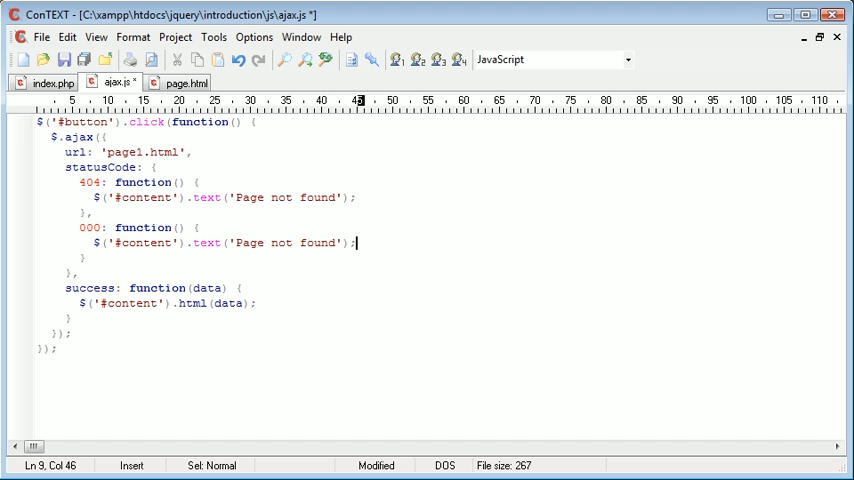 ConTEXT - [C:\xampp\htdocs\jquery\introduction\js\ajax.js *]
File Edit View Format Project Tools Options Window Help
JavaScript
index.php ajax.js * page.html
5 10 15 20 25 30 35 40 45 50 55 60 65 70 75 80 85 90 95 100 105 110
$('#button').click(function() {
$.ajax({
url: 'page1.html',
statusCode: {
404: function() {
$('#content').text('Page not found');
},
000: function() {
$('#content').text('Page not found');
}
},
success: function(data) {
$('#content').html(data);
}
});
});
Ln 9, Col 46 Insert Sel: Normal Modified DOS File size: 267